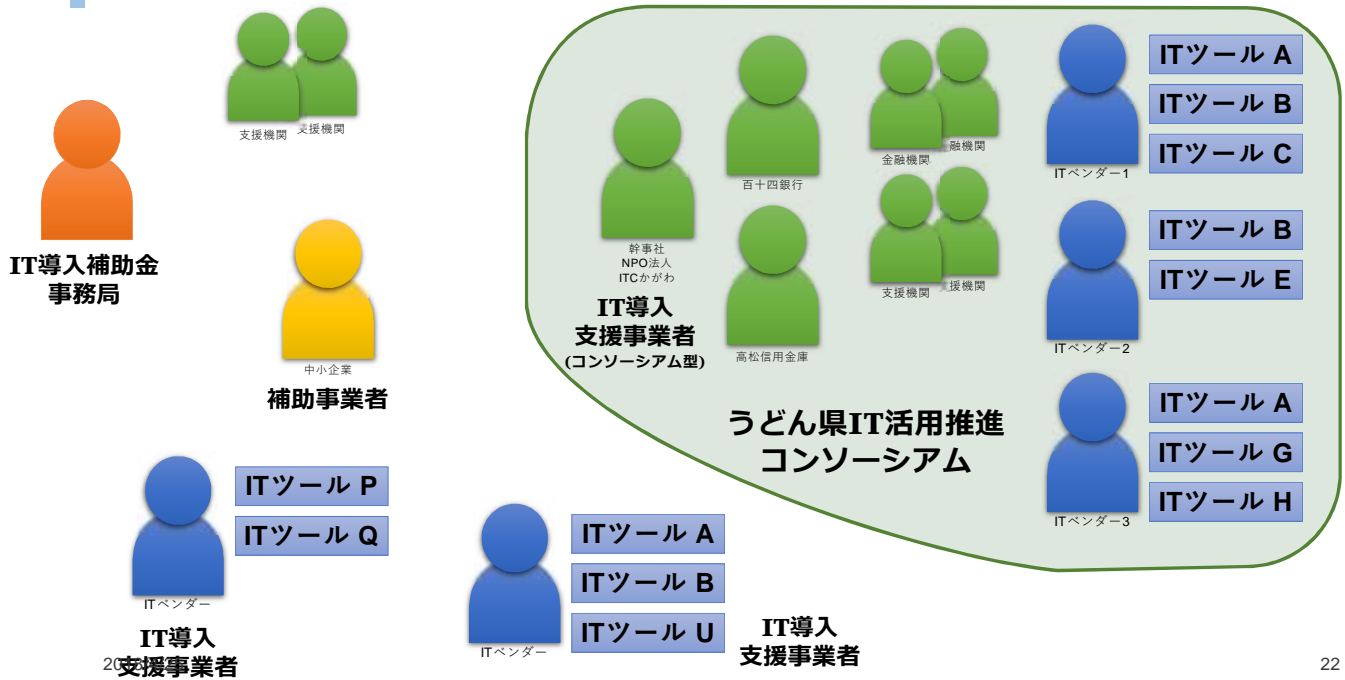 支援機関
支援機関
IT導入補助金
事務局
中小企業
補助事業者
ITツール P
ITツール Q
ITベンダー
IT導入
支援事業者
ITツール A
ITツール B
ITツール U
ITベンダー
IT導入
支援事業者
幹事社
NPO法人
ITCかがわ
IT導入
支援事業者
(コンソーシアム型)
百十四銀行
高松信用金庫
金融機関
融機関
支援機関
支援機関
うどん県IT活用推進
コンソーシアム
ITツール A
ITツール B
ITツール C
ITベンダー1
ITツール B
ITツール E
ITベンダー2
ITツール A
ITツール G
ITツール H
ITベンダー3
22